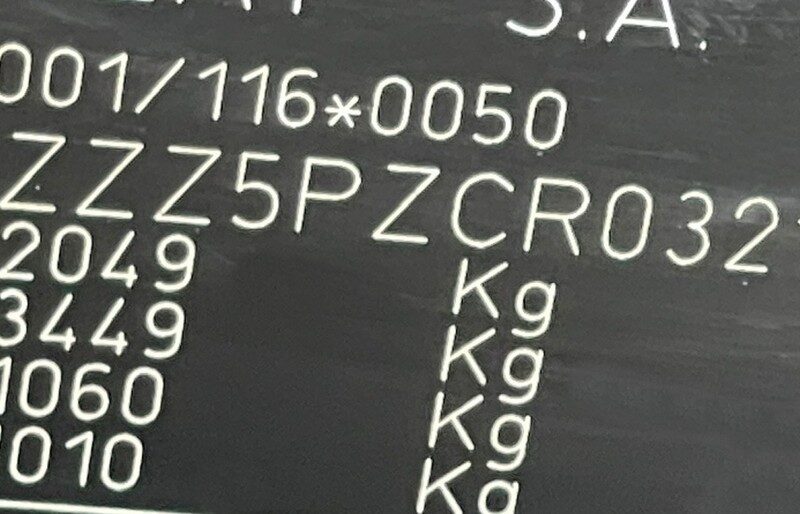 S.A.
001/116*0050
ZZZ5PZCR032
2049 Kg
3449 Kg
1060 Kg
1010 Kg